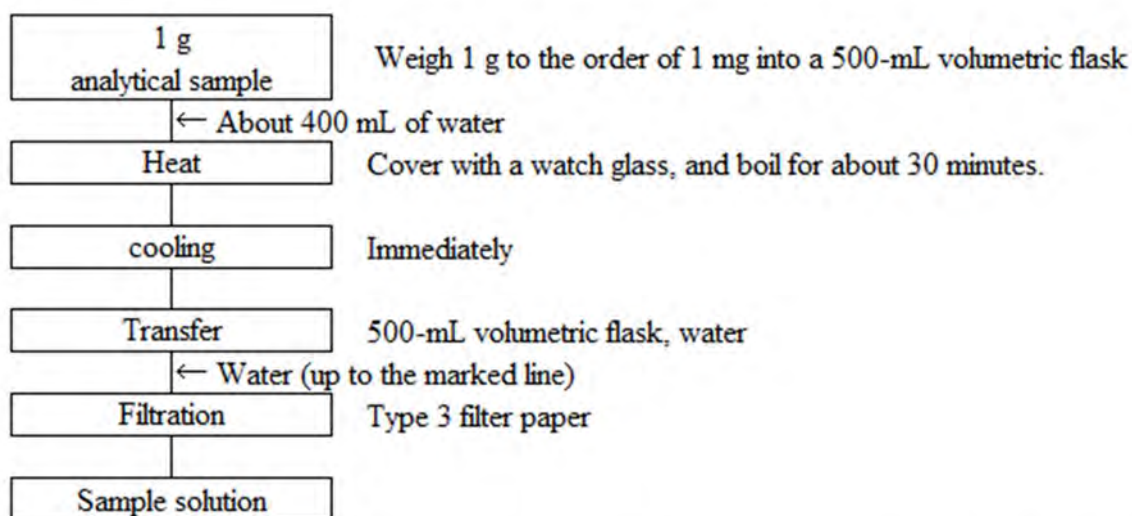 1 g
analytical sample
Weigh 1 g to the order of 1 mg into a 500-mL volumetric flask
← About 400 mL of water
Heat
Cover with a watch glass, and boil for about 30 minutes.
cooling
Immediately
Transfer
500-mL volumetric flask, water
← Water (up to the marked line)
Filtration
Type 3 filter paper
Sample solution